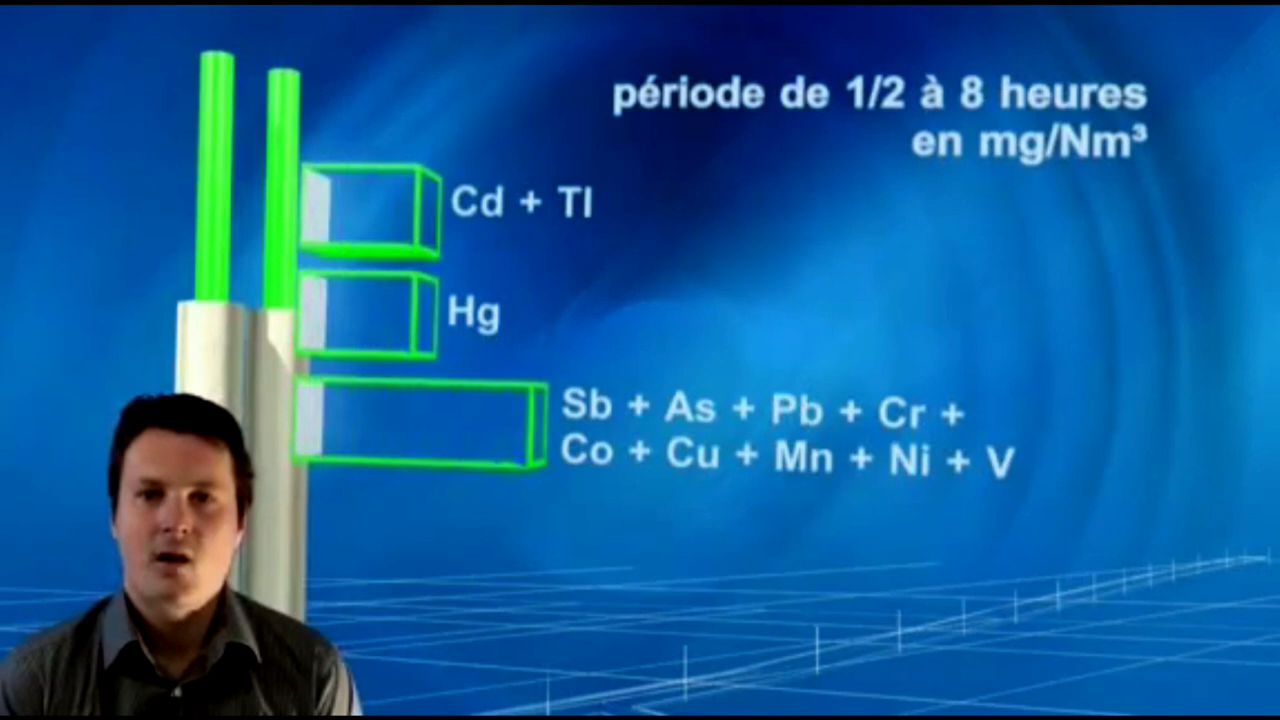 période de 1/2 à 8 heures
en mg/Nm³
Cd + Tl
Hg
Sb + As + Pb + Cr +
Co + Cu + Mn + Ni + V